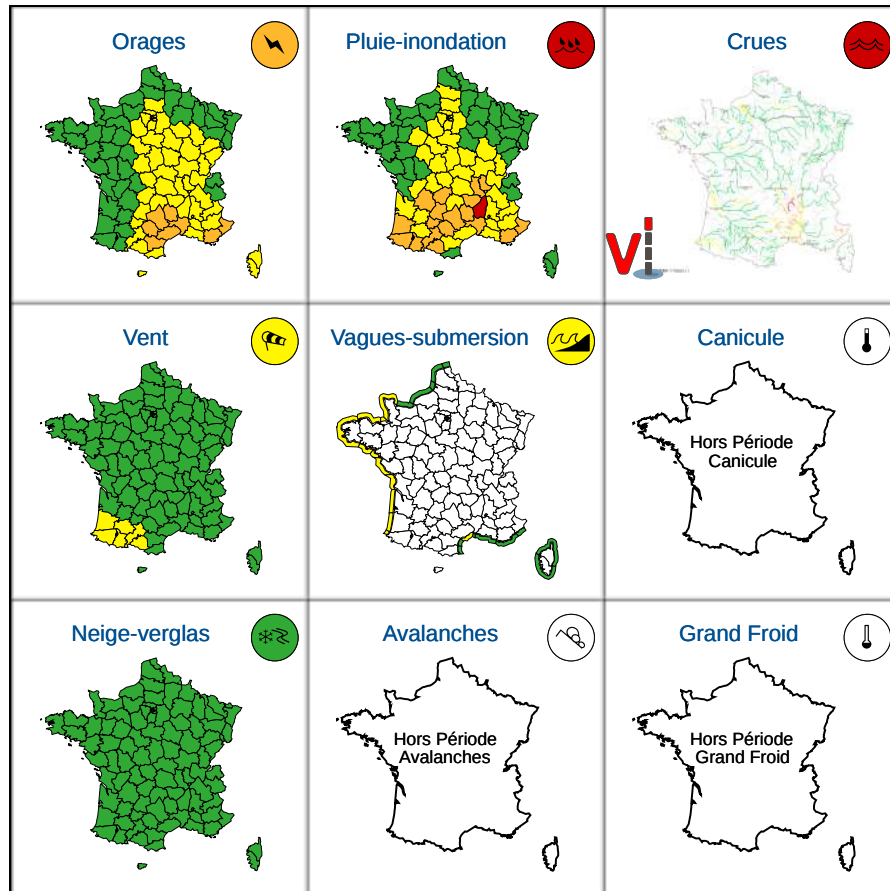 Orages
Pluie-inondation
Crues
Vi
Vent
Vagues-submersion
Canicule
Hors Période
Canicule
Neige-verglas
Avalanches
Grand Froid
Hors Période
Avalanches
Hors Période
Grand Froid